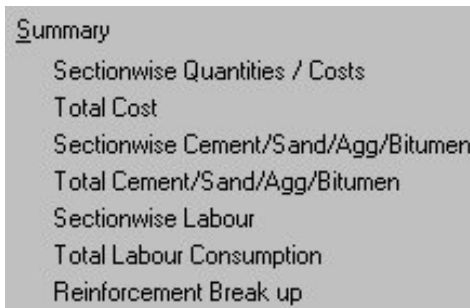 Summary
Sectionwise Quantities / Costs
Total Cost
Sectionwise Cement/Sand/Agg/Bitumen
Total Cement/Sand/Agg/Bitumen
Sectionwise Labour
Total Labour Consumption
Reinforcement Break up